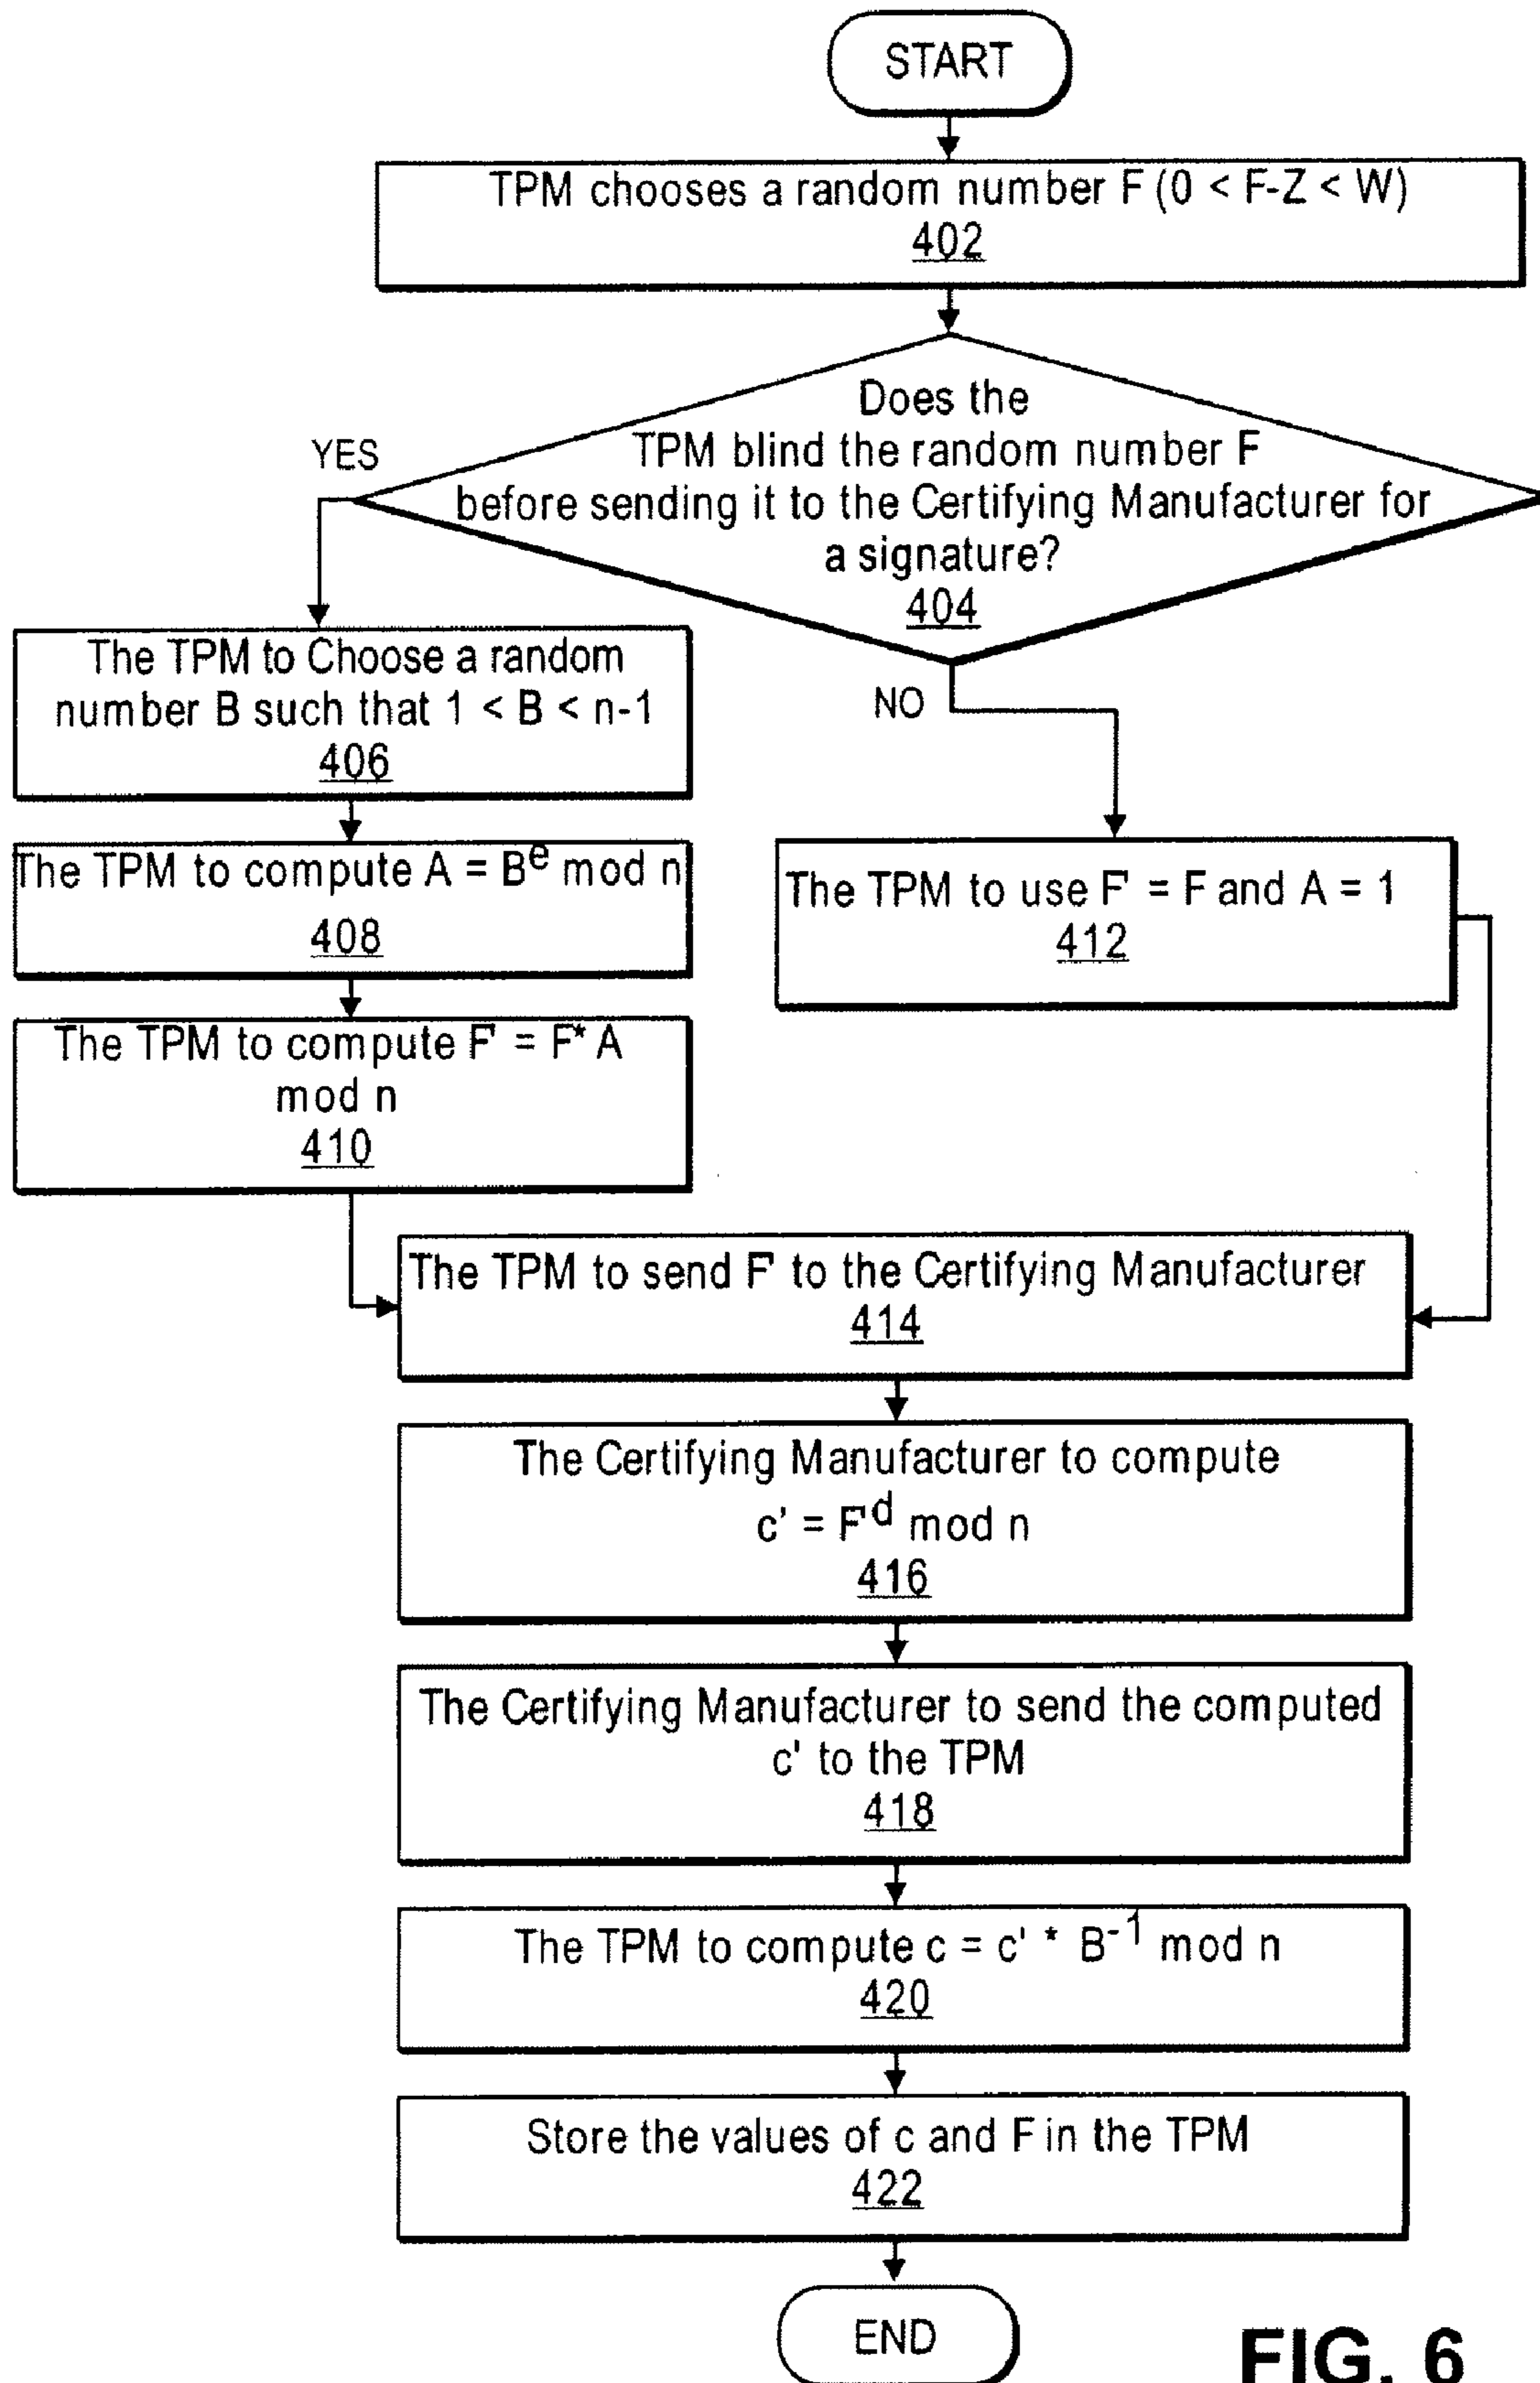 START
TPM chooses a random number F (0 < F-Z < W)
402
Does the
TPM blind the random number F
before sending it to the Certifying Manufacturer for
a signature?
404
YES
NO
The TPM to Choose a random
number B such that 1 < B < n-1
406
The TPM to compute A = B^e mod n
408
The TPM to compute F' = F* A
mod n
410
The TPM to use F' = F and A = 1
412
The TPM to send F' to the Certifying Manufacturer
414
The Certifying Manufacturer to compute
c' = F'^d mod n
416
The Certifying Manufacturer to send the computed
c' to the TPM
418
The TPM to compute c = c' * B^-1 mod n
420
Store the values of c and F in the TPM
422
END
FIG. 6